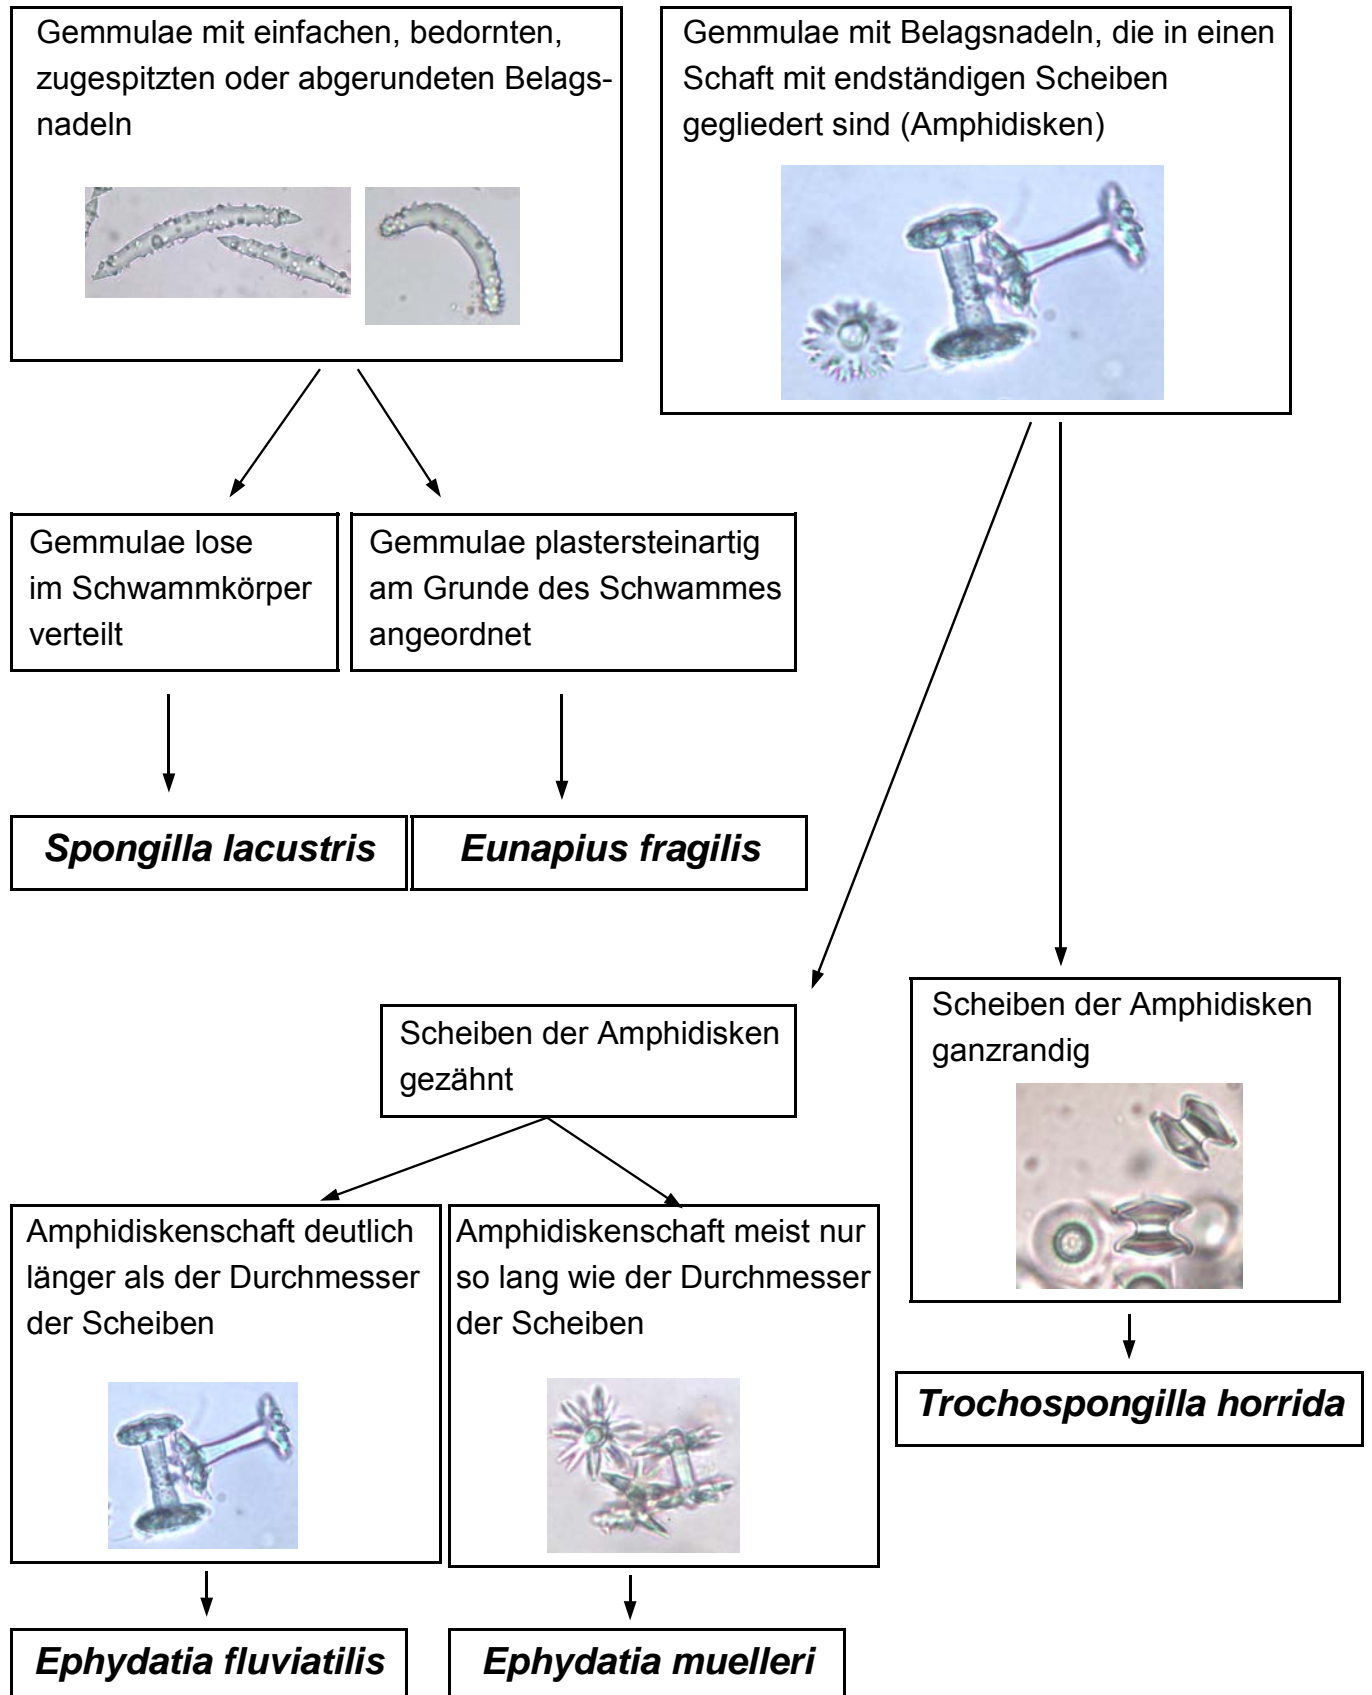 Gemmulae mit einfachen, bedornten,
zugespitzten oder abgerundeten Belags-
nadeln
Gemmulae mit Belagsnadeln, die in einen
Schaft mit endständigen Scheiben
gegliedert sind (Amphidisken)
Gemmulae lose
im Schwammkörper
verteilt
Gemmulae plastersteinartig
am Grunde des Schwammes
angeordnet
Spongilla lacustris
Eunapius fragilis
Scheiben der Amphidisken
gezähnt
Scheiben der Amphidisken
ganzrandig
Amphidiskenschaft deutlich
länger als der Durchmesser
der Scheiben
Amphidiskenschaft meist nur
so lang wie der Durchmesser
der Scheiben
Trochospongilla horrida
Ephydatia fluviatilis
Ephydatia muelleri